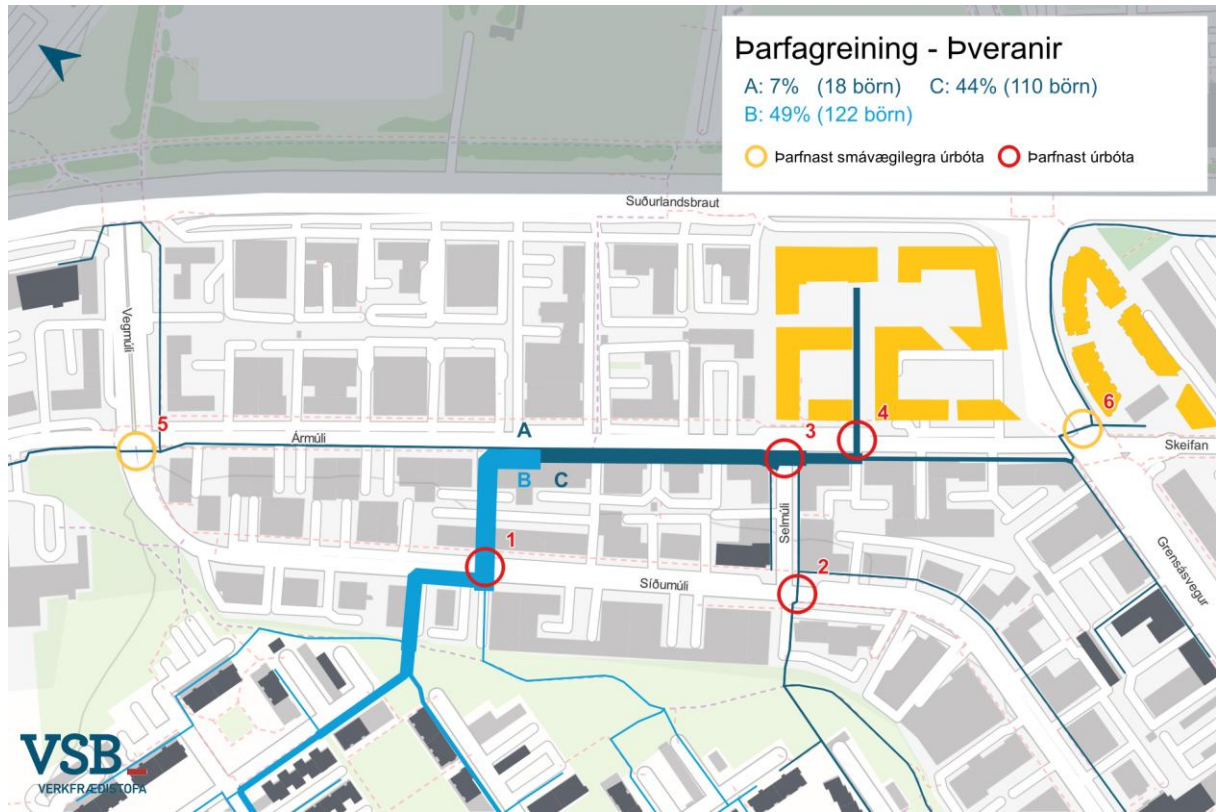 Þarfagreining - Þveranir
A: 7% (18 börn) C: 44% (110 börn)
B: 49% (122 börn)
Þarfnast smávægilegra úrbóta Þarfnast úrbóta
Suðurlandsbraut
Vegmúli
5
Ármúli
A
B
C
3
4
6
Skeifan
Selmúli
1
Síðumúli
2
Grensásvegur
VSB
VERKFRÆÐISTOFA